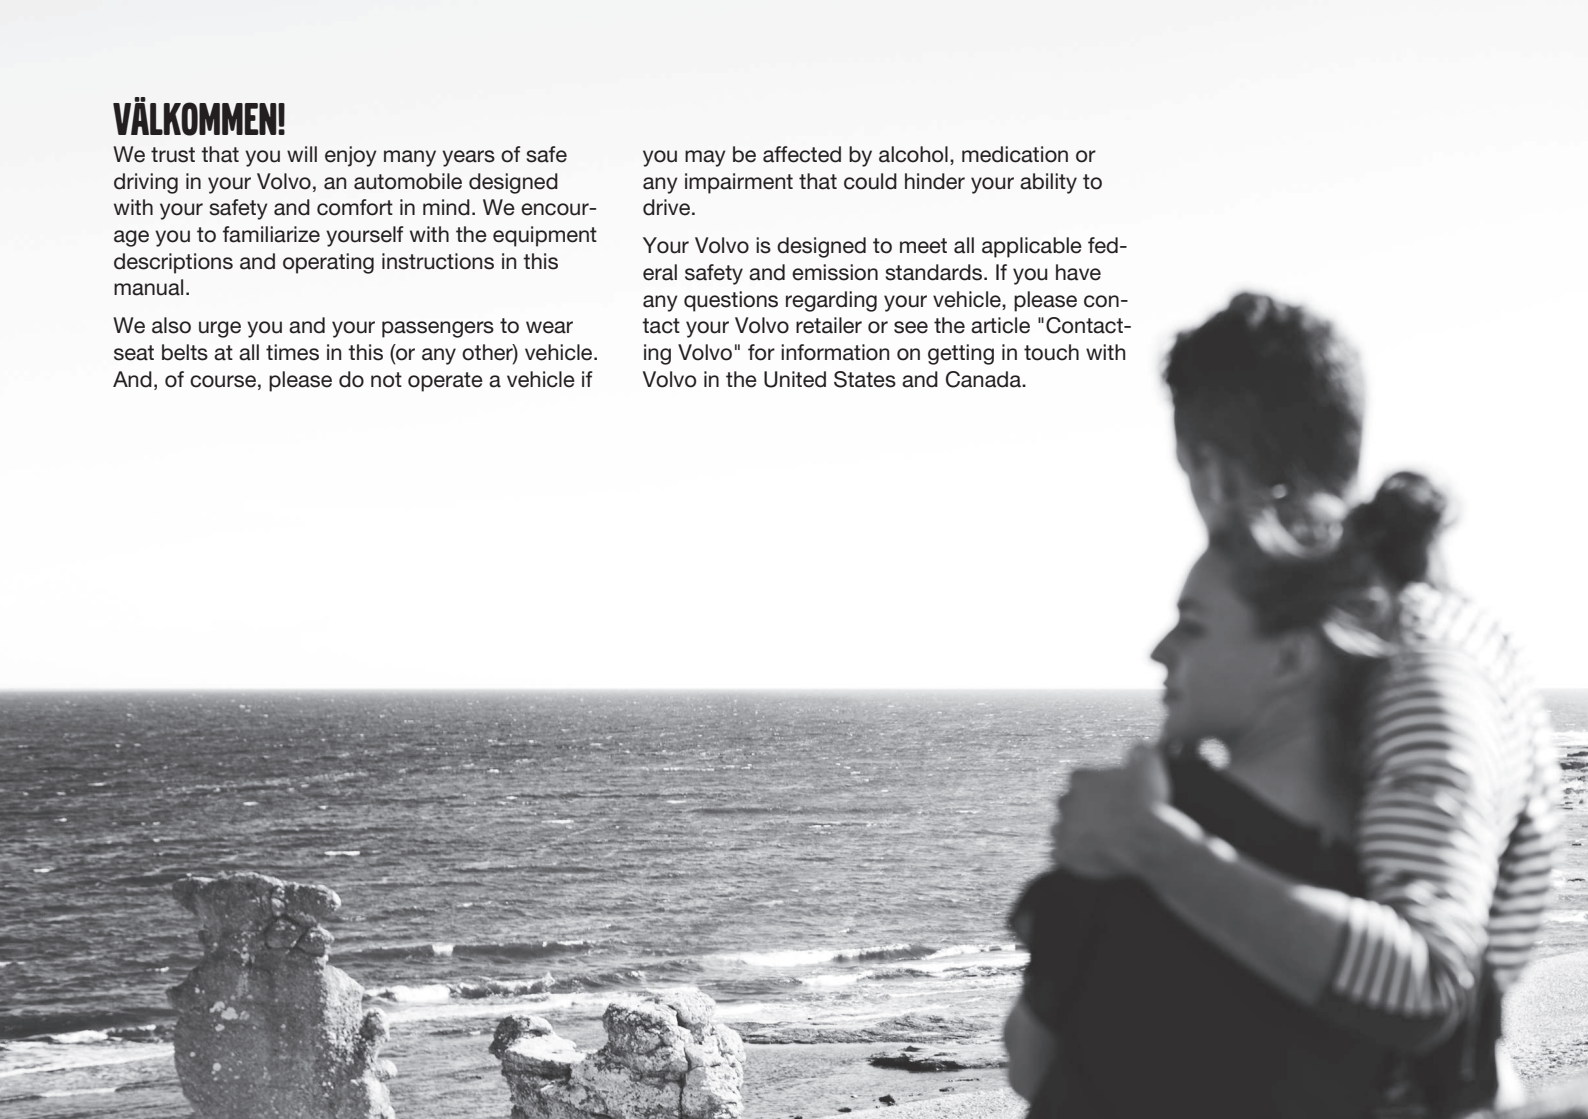 VÄLKOMMEN!
We trust that you will enjoy many years of safe
driving in your Volvo, an automobile designed
with your safety and comfort in mind. We encour-
age you to familiarize yourself with the equipment
descriptions and operating instructions in this
manual.
We also urge you and your passengers to wear
seat belts at all times in this (or any other) vehicle.
And, of course, please do not operate a vehicle if
you may be affected by alcohol, medication or
any impairment that could hinder your ability to
drive.
Your Volvo is designed to meet all applicable fed-
eral safety and emission standards. If you have
any questions regarding your vehicle, please con-
tact your Volvo retailer or see the article "Contact-
ing Volvo" for information on getting in touch with
Volvo in the United States and Canada.